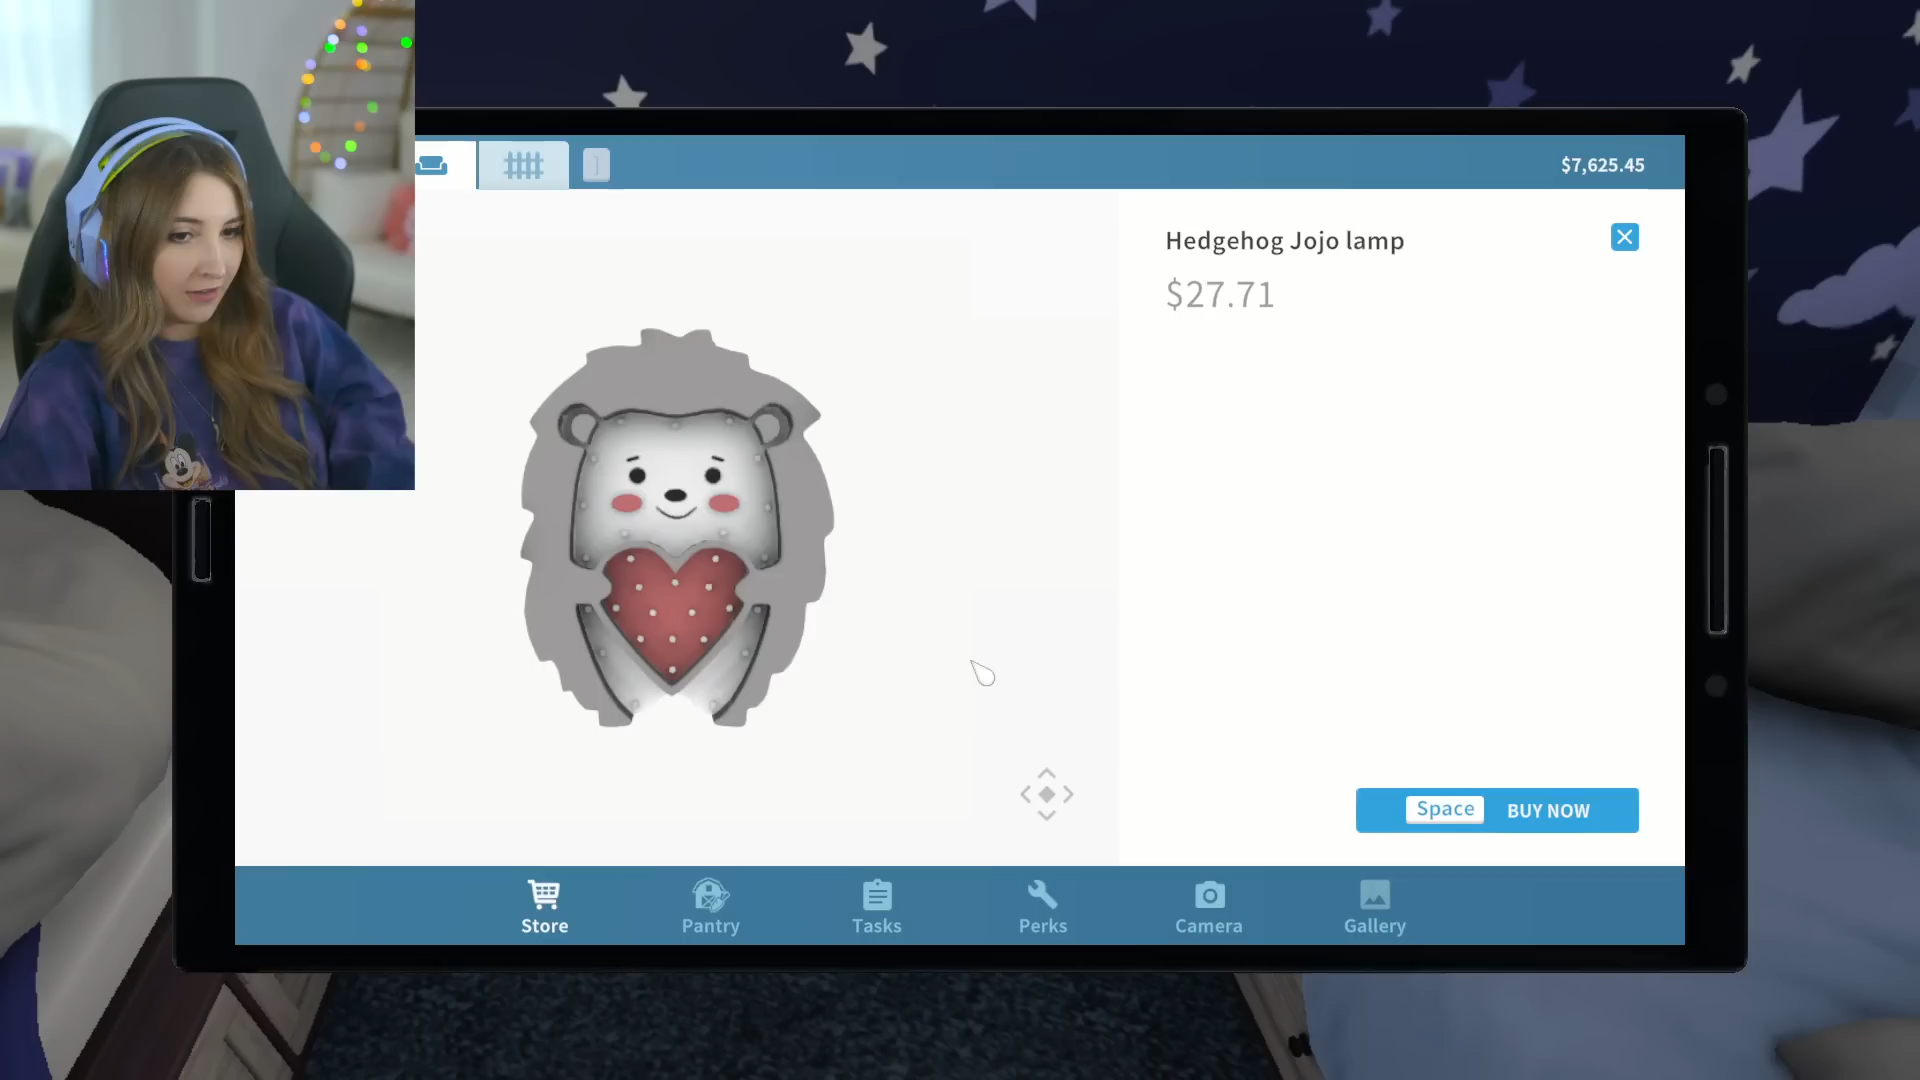 $7,625.45
Hedgehog Jojo lamp
$27.71
Space BUY NOW
Store Pantry Tasks Perks Camera Gallery